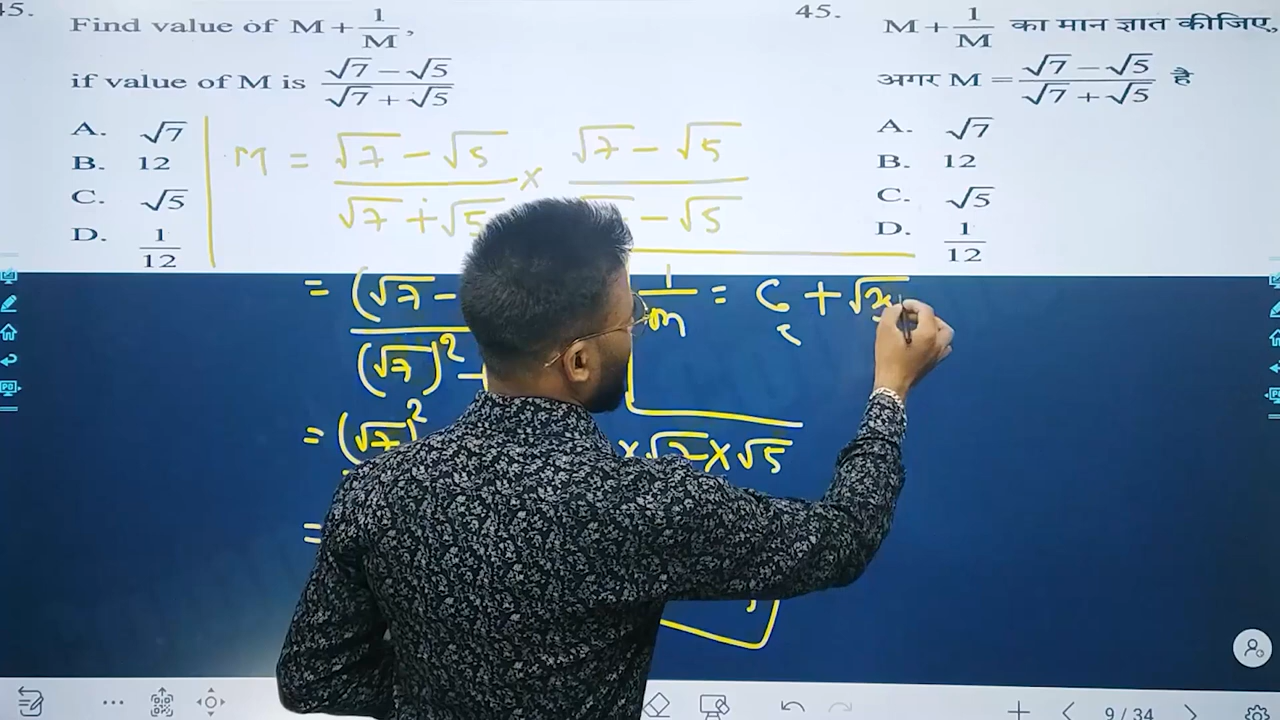 45. Find value of M + 1/M,
if value of M is (√7 − √5)/(√7 + √5)
A. √7
B. 12
C. √5
D. 1/12
45. M + 1/M का मान ज्ञात कीजिए,
अगर M = (√7 − √5)/(√7 + √5) है
A. √7
B. 12
C. √5
D. 1/12
M = (√7 − √5)/(√7 + √5) × √7 − √5
− √5
= (√7 −
(√7)² −
1/m = 6 +
= (√7)²
× √7 × √5
=
9 / 34